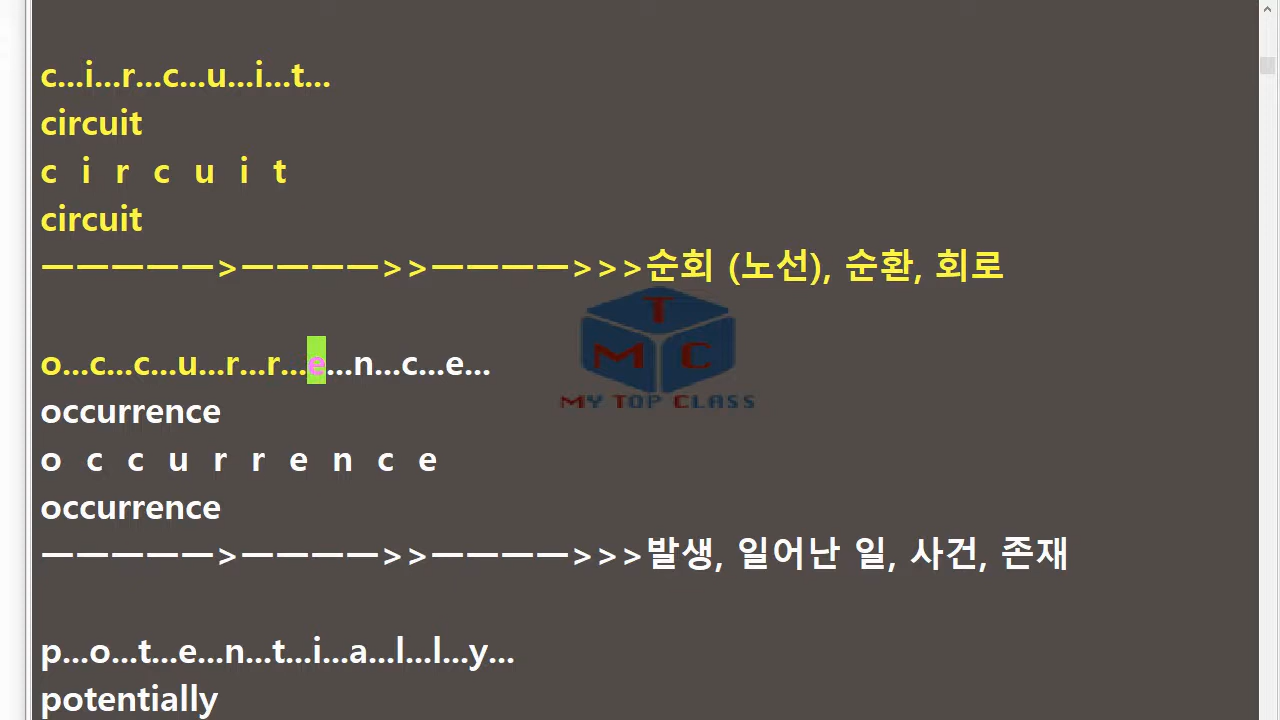 c...i...r...c...u...i...t...
circuit
c i r c u i t
circuit
—————>————>>————>>>순회 (노선), 순환, 회로
T
M C
MY TOP CLASS
o...c...c...u...r...r...e...n...c...e...
occurrence
o c c u r r e n c e
occurrence
—————>————>>————>>>발생, 일어난 일, 사건, 존재
p...o...t...e...n...t...i...a...l...l...y...
potentially